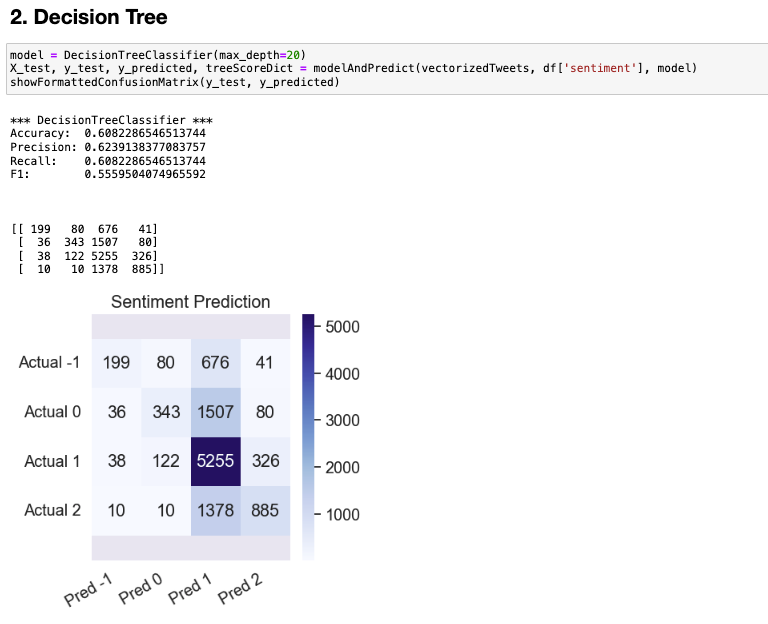 2. Decision Tree
model = DecisionTreeClassifier(max_depth=20)
X_test, y_test, y_predicted, treeScoreDict = modelAndPredict(vectorizedTweets, df['sentiment'], model)
showFormattedConfusionMatrix(y_test, y_predicted)
*** DecisionTreeClassifier ***
Accuracy:  0.6082286546513744
Precision: 0.6239138377083757
Recall:    0.6082286546513744
F1:        0.5559504074965592
[[ 199   80  676   41]
 [  36  343 1507   80]
 [  38  122 5255  326]
 [  10   10 1378  885]]
Sentiment Prediction
5000
Actual -1 199 80 676 41
4000
Actual 0 36 343 1507 80
3000
Actual 1 38 122 5255 326
2000
Actual 2 10 10 1378 885
1000
Pred -1 Pred 0 Pred 1 Pred 2